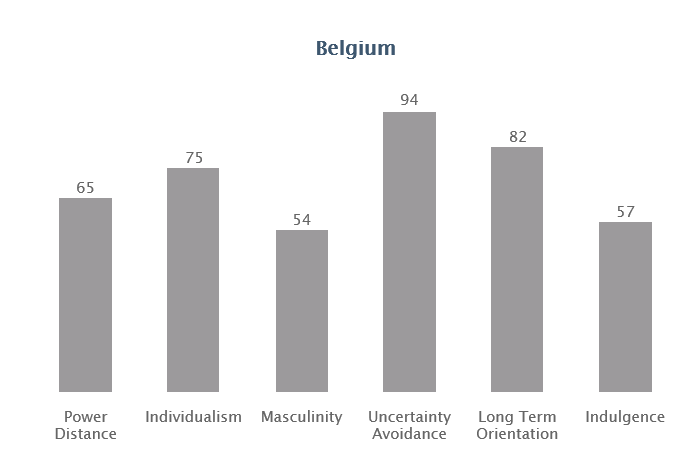 Belgium
94
82
75
65
57
54
Power Distance
Individualism
Masculinity
Uncertainty Avoidance
Long Term Orientation
Indulgence